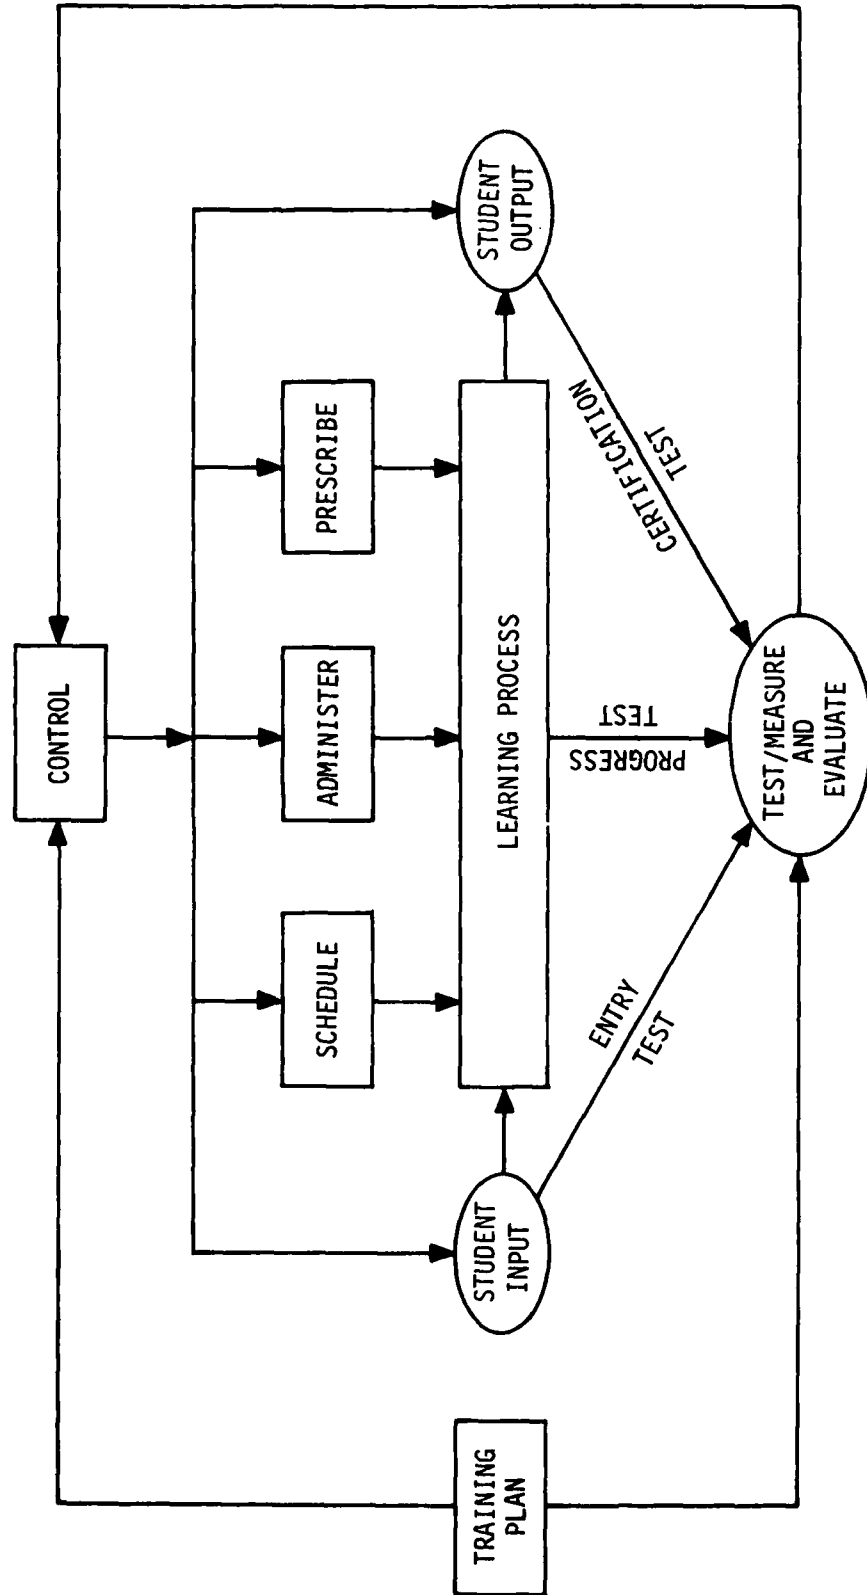 CONTROL
SCHEDULE
ADMINISTER
PRESCRIBE
TRAINING
PLAN
STUDENT
INPUT
LEARNING PROCESS
STUDENT
OUTPUT
ENTRY
TEST
PROGRESS
TEST
CERTIFICATION
TEST
TEST/MEASURE
AND
EVALUATE